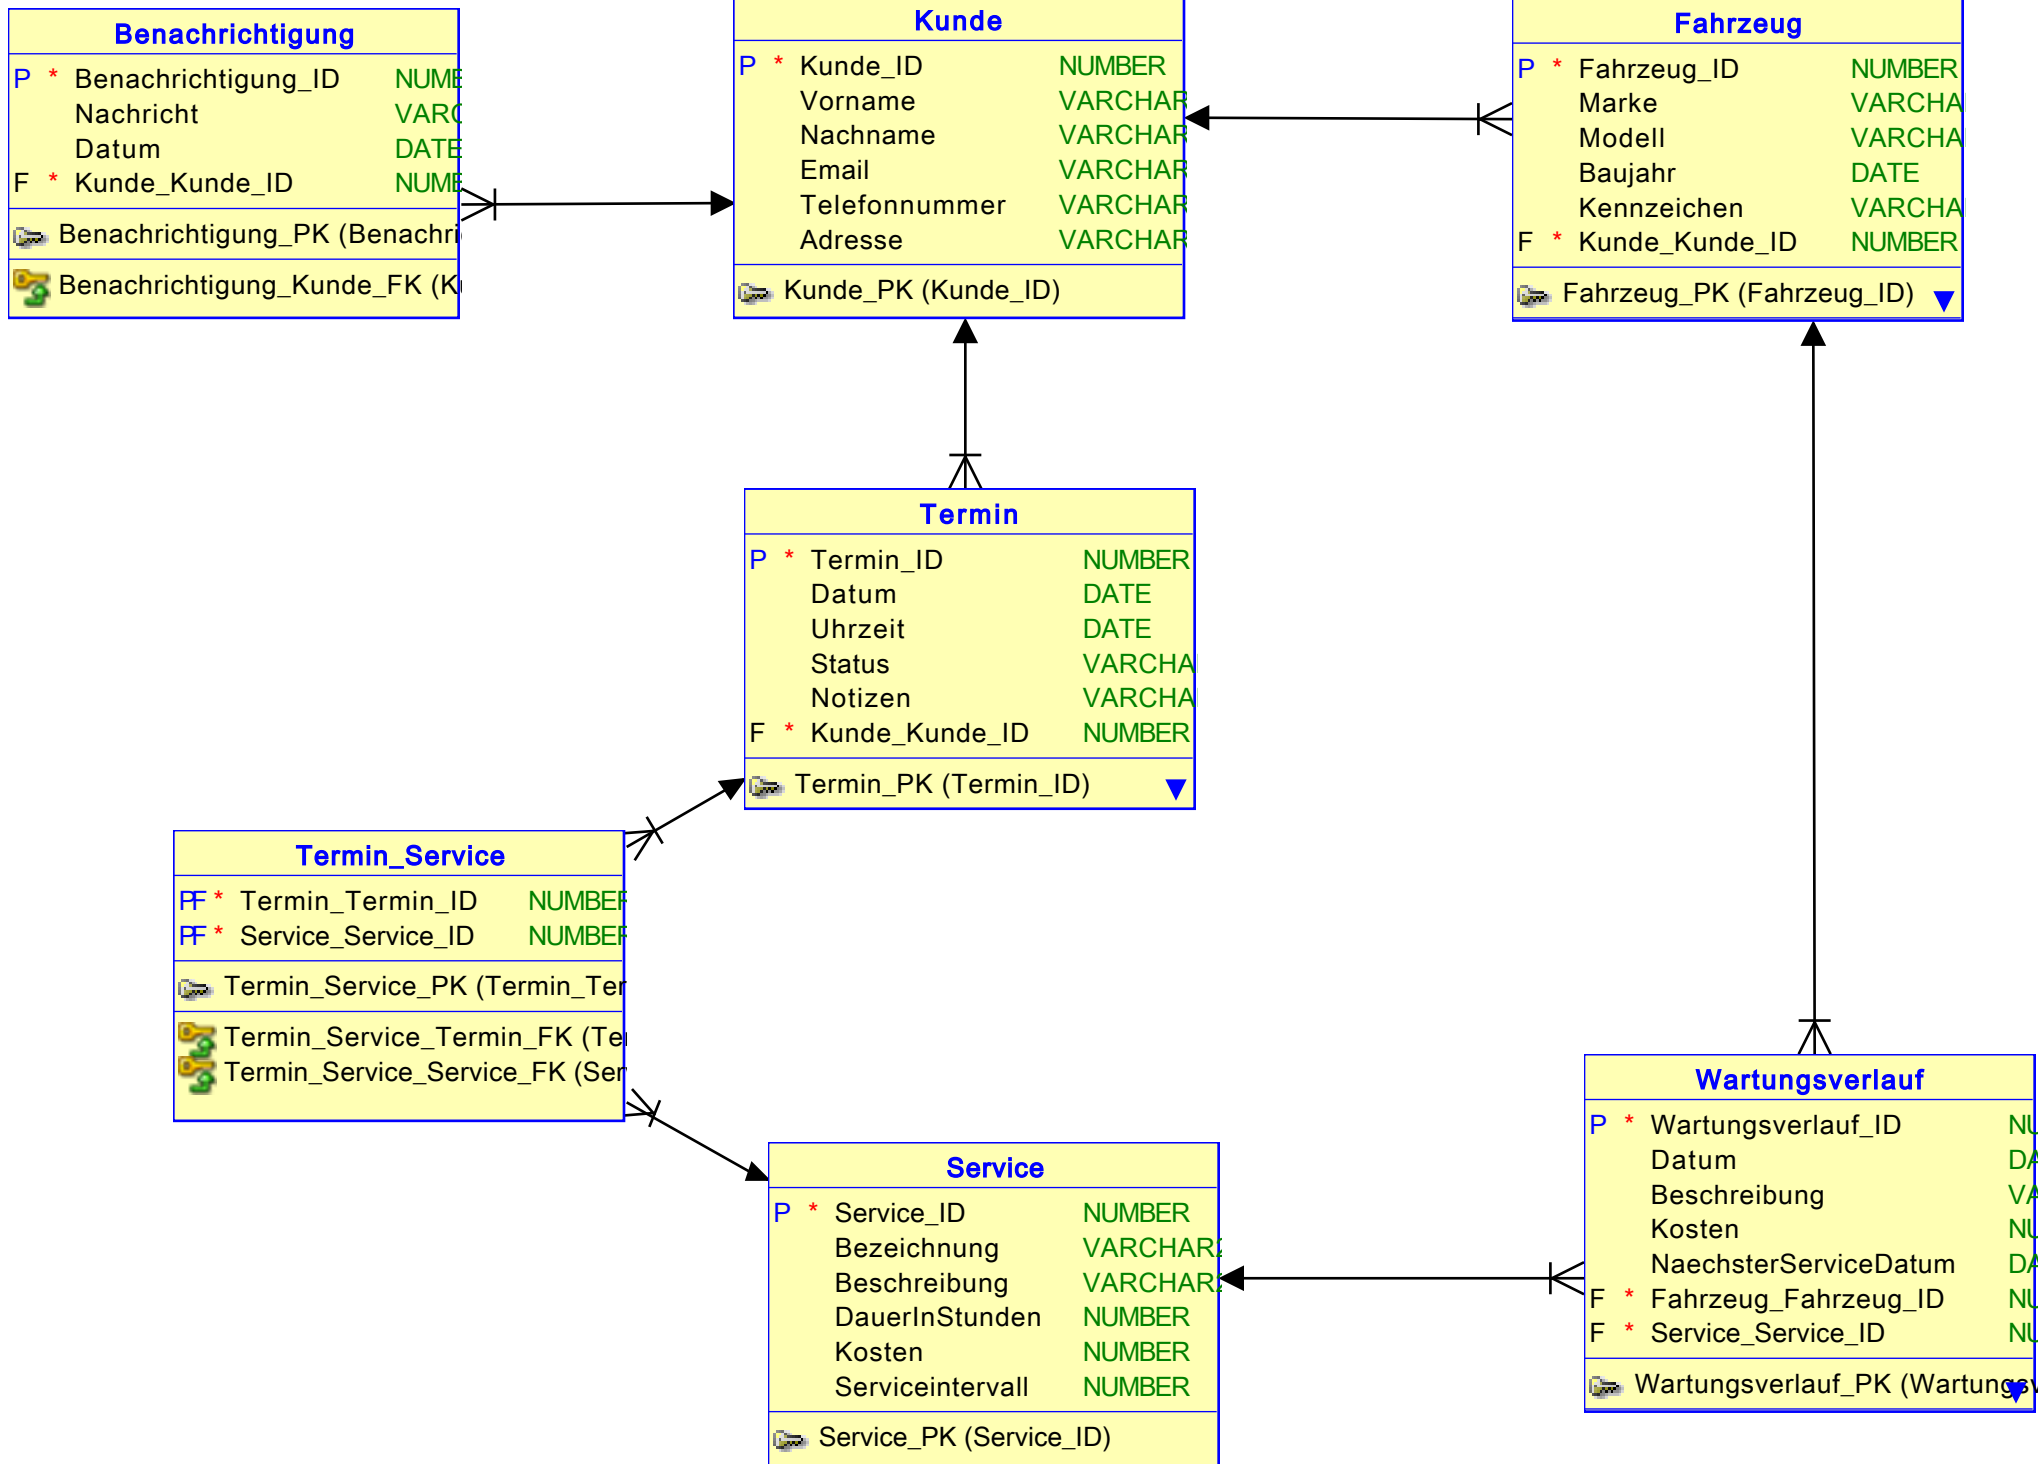 Benachrichtigung
P * Benachrichtigung_ID NUME
Nachricht VARC
Datum DATE
F * Kunde_Kunde_ID NUME
Benachrichtigung_PK (Benachri
Benachrichtigung_Kunde_FK (K
Kunde
P * Kunde_ID NUMBER
Vorname VARCHAR
Nachname VARCHAR
Email VARCHAR
Telefonnummer VARCHAR
Adresse VARCHAR
Kunde_PK (Kunde_ID)
Fahrzeug
P * Fahrzeug_ID NUMBER
Marke VARCHA
Modell VARCHA
Baujahr DATE
Kennzeichen VARCHA
F * Kunde_Kunde_ID NUMBER
Fahrzeug_PK (Fahrzeug_ID)
Termin
P * Termin_ID NUMBER
Datum DATE
Uhrzeit DATE
Status VARCHA
Notizen VARCHA
F * Kunde_Kunde_ID NUMBER
Termin_PK (Termin_ID)
Termin_Service
PF * Termin_Termin_ID NUMBER
PF * Service_Service_ID NUMBER
Termin_Service_PK (Termin_Ter
Termin_Service_Termin_FK (Te
Termin_Service_Service_FK (Ser
Service
P * Service_ID NUMBER
Bezeichnung VARCHAR2
Beschreibung VARCHAR2
DauerInStunden NUMBER
Kosten NUMBER
Serviceintervall NUMBER
Service_PK (Service_ID)
Wartungsverlauf
P * Wartungsverlauf_ID NU
Datum DA
Beschreibung VA
Kosten NU
NaechsterServiceDatum DA
F * Fahrzeug_Fahrzeug_ID NU
F * Service_Service_ID NU
Wartungsverlauf_PK (Wartungsv